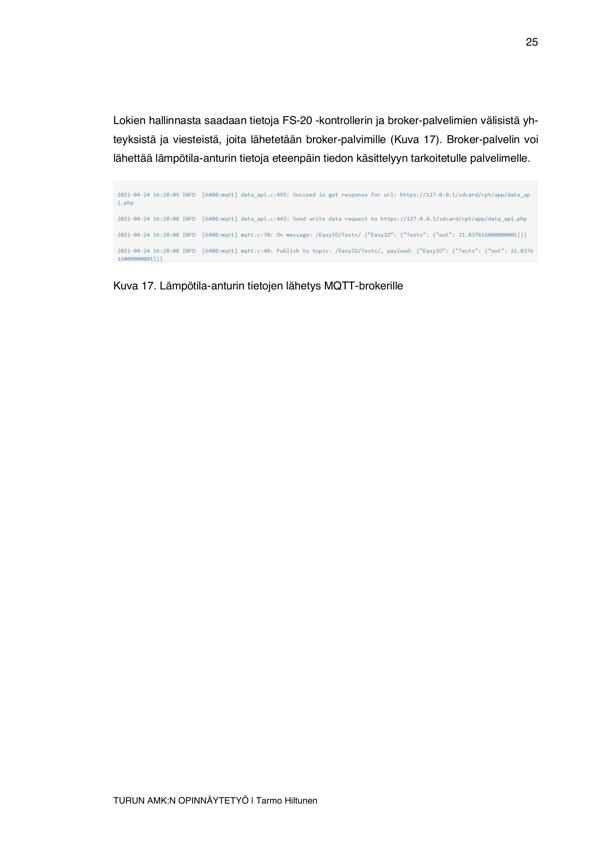 25
Lokien hallinnasta saadaan tietoja FS-20 -kontrollerin ja broker-palvelimien välisistä yh-
teyksistä ja viesteistä, joita lähetetään broker-palvimille (Kuva 17). Broker-palvelin voi
lähettää lämpötila-anturin tietoja eteenpäin tiedon käsittelyyn tarkoitetulle palvelimelle.
2021-04-24 16:28:09 INFO [6408:mqtt] data_api.c:455: Succeed in get response for url: https://127.0.0.1/sdcard/cpt/app/data_ap
i.php
2021-04-24 16:28:08 INFO [6408:mqtt] data_api.c:443: Send write data request to https://127.0.0.1/sdcard/cpt/app/data_api.php
2021-04-24 16:28:08 INFO [6408:mqtt] mqtt.c:70: On message: /EasyIO/Tests/ {"EasyIO": {"Tests": {"out": 21.837616000000001}}}
2021-04-24 16:28:08 INFO [6408:mqtt] mqtt.c:40: Publish to topic: /EasyIO/Tests/, payload: {"EasyIO": {"Tests": {"out": 21.8376
16000000001}}}
Kuva 17. Lämpötila-anturin tietojen lähetys MQTT-brokerille
TURUN AMK:N OPINNÄYTETYÖ | Tarmo Hiltunen